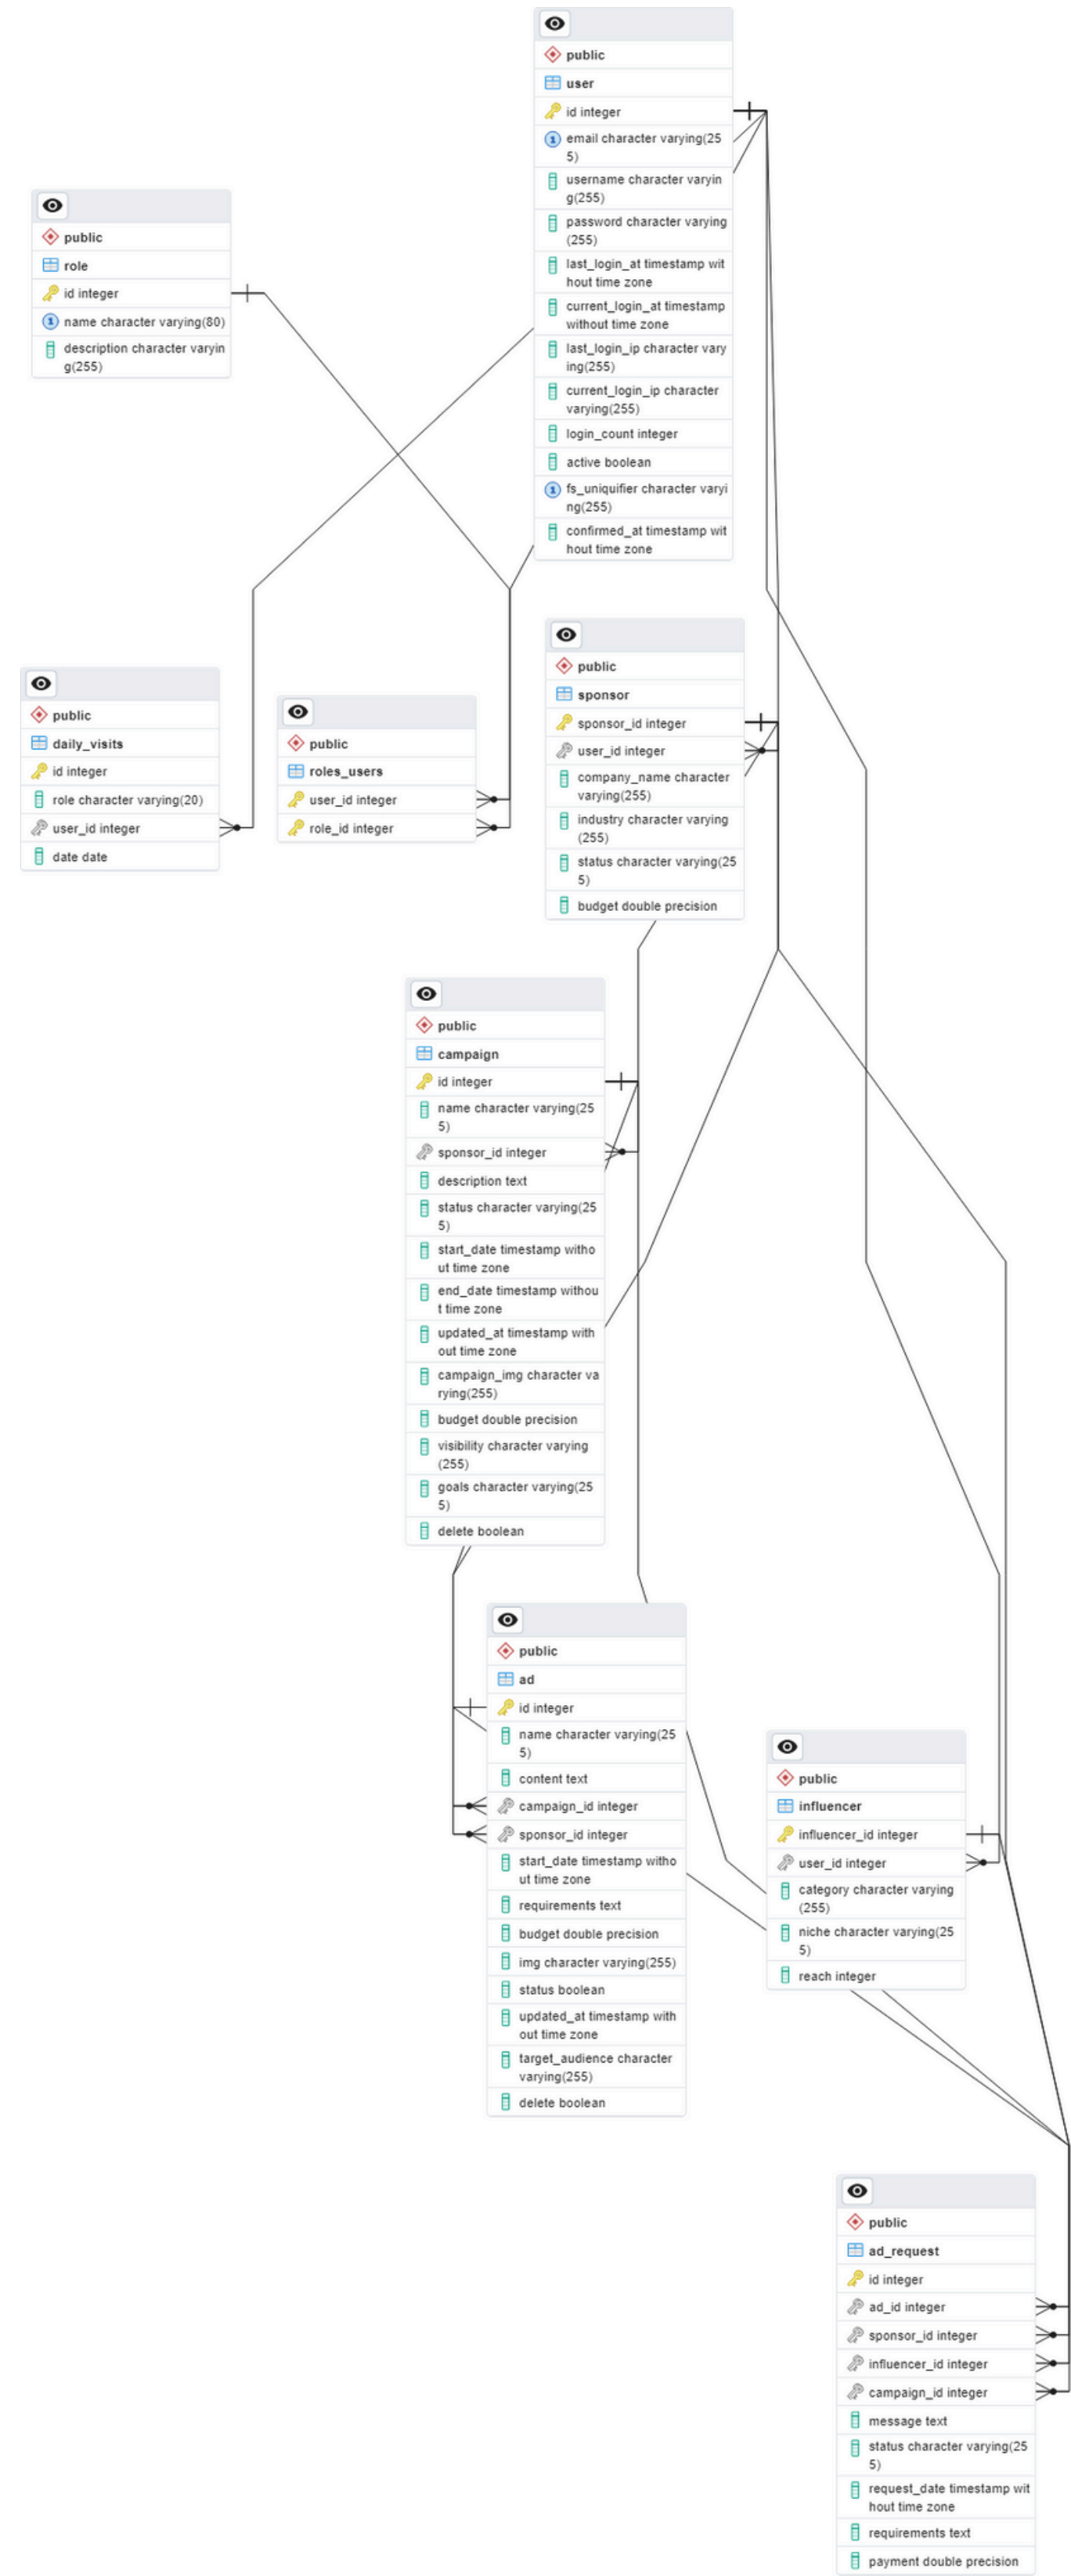 public
user
id integer
email character varying(25
5)
username character varyin
g(255)
password character varying
(255)
last_login_at timestamp wit
hout time zone
current_login_at timestamp
without time zone
last_login_ip character vary
ing(255)
current_login_ip character
varying(255)
login_count integer
active boolean
fs_uniquifier character varyi
ng(255)
confirmed_at timestamp wit
hout time zone
public
role
id integer
name character varying(80)
description character varyin
g(255)
public
sponsor
sponsor_id integer
user_id integer
company_name character
varying(255)
industry character varying
(255)
status character varying(25
5)
budget double precision
public
daily_visits
id integer
role character varying(20)
user_id integer
date date
public
roles_users
user_id integer
role_id integer
public
campaign
id integer
name character varying(25
5)
sponsor_id integer
description text
status character varying(25
5)
start_date timestamp witho
ut time zone
end_date timestamp withou
t time zone
updated_at timestamp with
out time zone
campaign_img character va
rying(255)
budget double precision
visibility character varying
(255)
goals character varying(25
5)
delete boolean
public
ad
id integer
name character varying(25
5)
content text
campaign_id integer
sponsor_id integer
start_date timestamp witho
ut time zone
requirements text
budget double precision
img character varying(255)
status boolean
updated_at timestamp with
out time zone
target_audience character
varying(255)
delete boolean
public
influencer
influencer_id integer
user_id integer
category character varying
(255)
niche character varying(25
5)
reach integer
public
ad_request
id integer
ad_id integer
sponsor_id integer
influencer_id integer
campaign_id integer
message text
status character varying(25
5)
request_date timestamp wit
hout time zone
requirements text
payment double precision